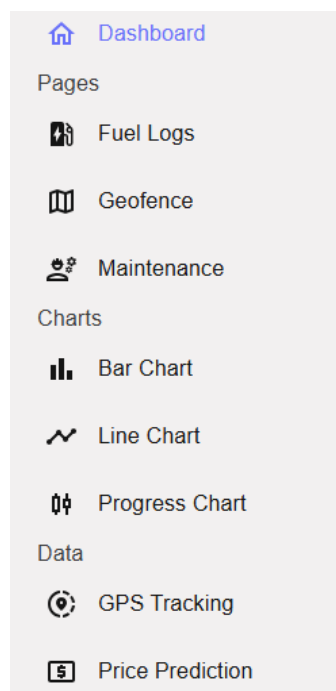 Dashboard
Pages
Fuel Logs
Geofence
Maintenance
Charts
Bar Chart
Line Chart
Progress Chart
Data
GPS Tracking
Price Prediction